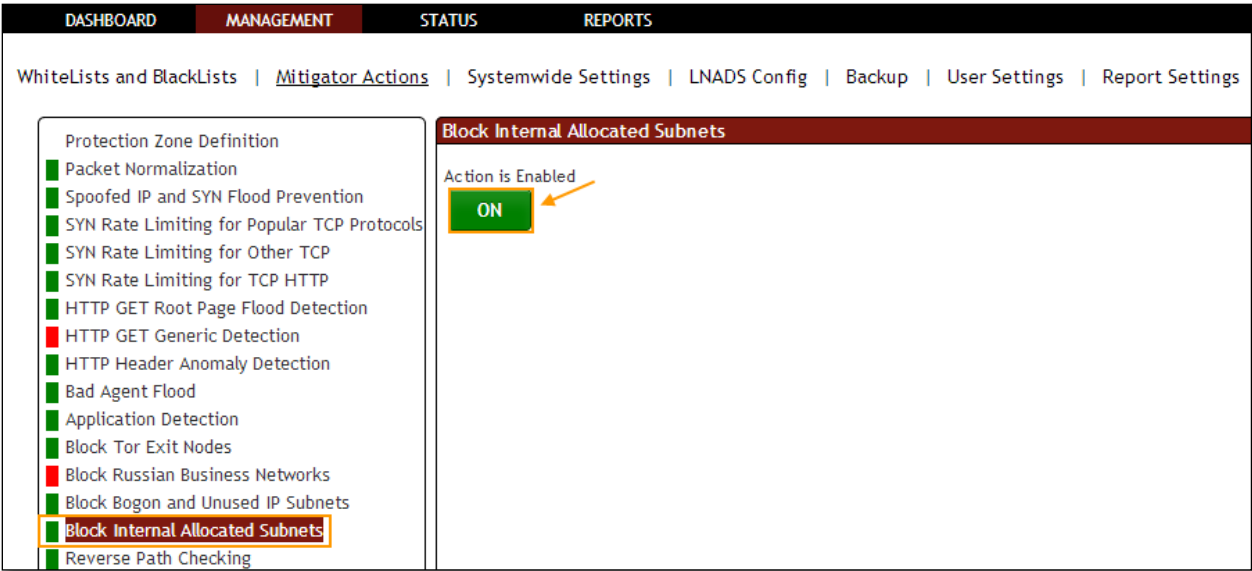 DASHBOARD MANAGEMENT STATUS REPORTS
WhiteLists and BlackLists | Mitigator Actions | Systemwide Settings | LNADS Config | Backup | User Settings | Report Settings
Protection Zone Definition
Packet Normalization
Spoofed IP and SYN Flood Prevention
SYN Rate Limiting for Popular TCP Protocols
SYN Rate Limiting for Other TCP
SYN Rate Limiting for TCP HTTP
HTTP GET Root Page Flood Detection
HTTP GET Generic Detection
HTTP Header Anomaly Detection
Bad Agent Flood
Application Detection
Block Tor Exit Nodes
Block Russian Business Networks
Block Bogon and Unused IP Subnets
Block Internal Allocated Subnets
Reverse Path Checking
Block Internal Allocated Subnets
Action is Enabled
ON